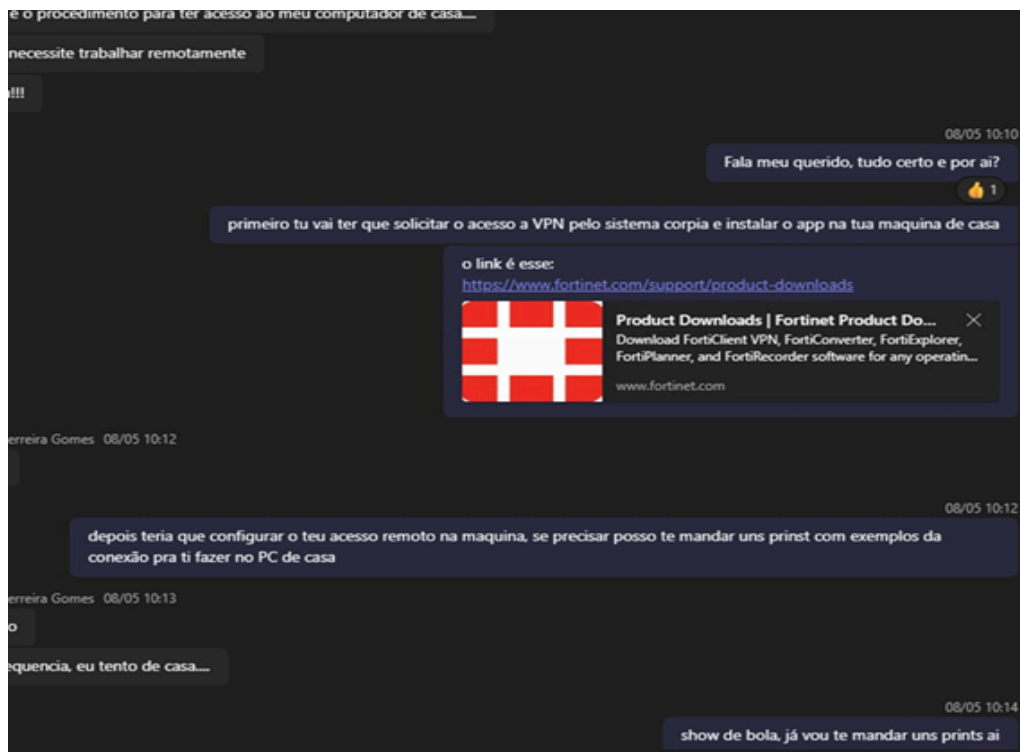 e o procedimento para ter acesso ao meu computador de casa....
necessite trabalhar remotamente
!!!
08/05 10:10
Fala meu querido, tudo certo e por ai?
👍 1
primeiro tu vai ter que solicitar o acesso a VPN pelo sistema corpia e instalar o app na tua maquina de casa
o link é esse:
https://www.fortinet.com/support/product-downloads
Product Downloads | Fortinet Product Do...
Download FortiClient VPN, FortiConverter, FortiExplorer,
FortiPlanner, and FortiRecorder software for any operatin...
www.fortinet.com
erreira Gomes 08/05 10:12
08/05 10:12
depois teria que configurar o teu acesso remoto na maquina, se precisar posso te mandar uns prinst com exemplos da
conexão pra ti fazer no PC de casa
erreira Gomes 08/05 10:13
o
equencia, eu tento de casa....
08/05 10:14
show de bola, já vou te mandar uns prints ai